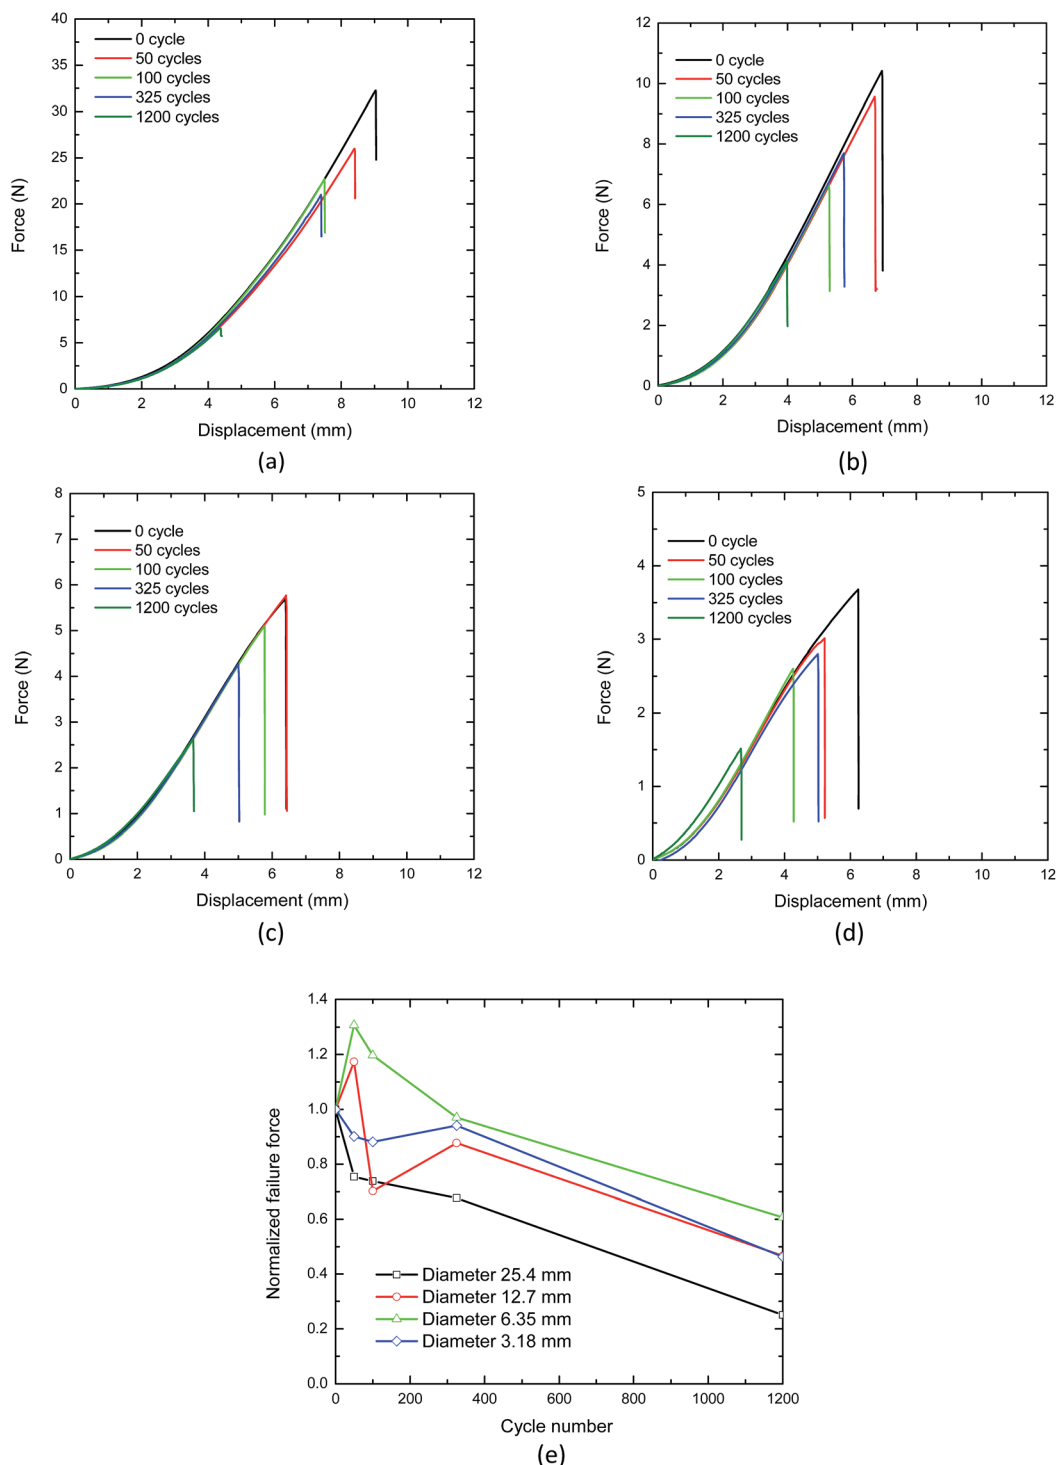 40
35
30
25
20
15
10
5
0
Force (N)
0 cycle
50 cycles
100 cycles
325 cycles
1200 cycles
0 2 4 6 8 10 12
Displacement (mm)
(a)
12
10
8
6
4
2
0
Force (N)
0 cycle
50 cycles
100 cycles
325 cycles
1200 cycles
0 2 4 6 8 10 12
Displacement (mm)
(b)
8
7
6
5
4
3
2
1
0
Force (N)
0 cycle
50 cycles
100 cycles
325 cycles
1200 cycles
0 2 4 6 8 10 12
Displacement (mm)
(c)
5
4
3
2
1
0
Force (N)
0 cycle
50 cycles
100 cycles
325 cycles
1200 cycles
0 2 4 6 8 10 12
Displacement (mm)
(d)
1.4
1.2
1.0
0.8
0.6
0.4
0.2
0.0
Normalized failure force
Diameter 25.4 mm
Diameter 12.7 mm
Diameter 6.35 mm
Diameter 3.18 mm
0 200 400 600 800 1000 1200
Cycle number
(e)